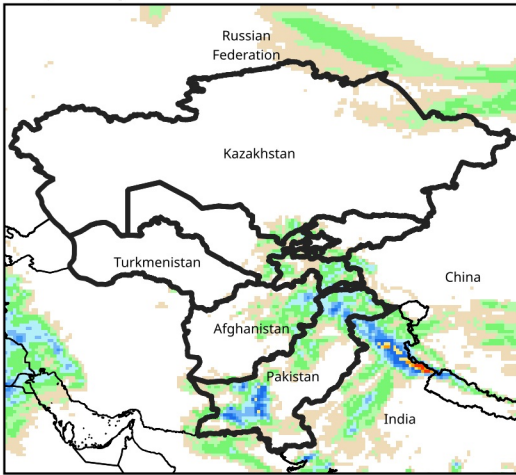 Russian
Federation
Kazakhstan
Turkmenistan
China
Afghanistan
Pakistan
India